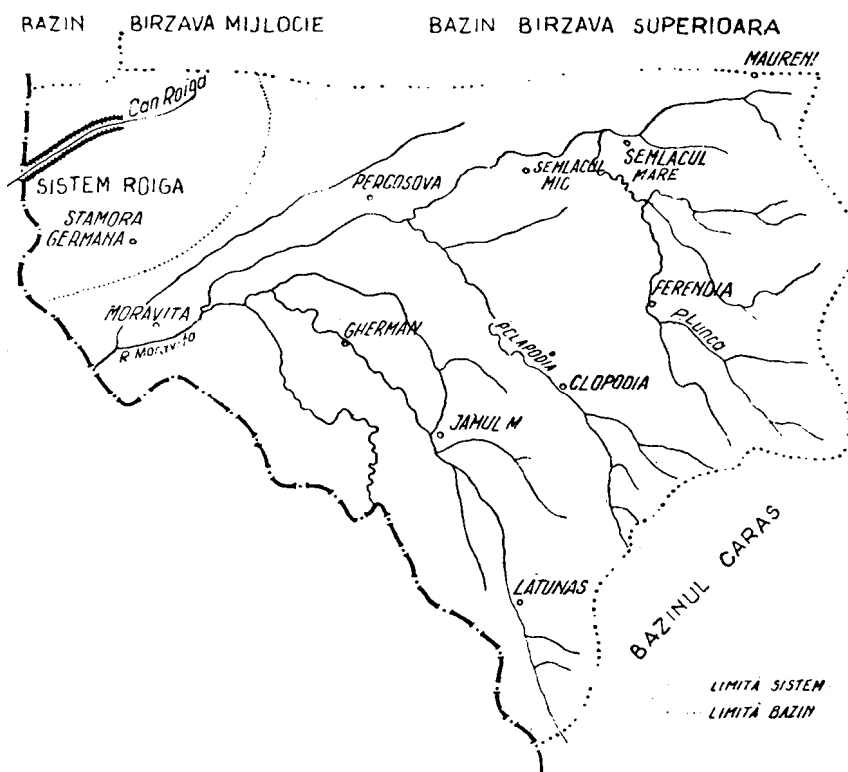 BAZIN BIRZAVA MIJLOCIE BAZIN BIRZAVA SUPERIOARA
MAURENI
Can Roiga
SISTEM ROIGA
STAMORA
GERMANA
PERCOSOVA
SEMLACUL
MIC
SEMLACUL
MARE
MORAVITA
R Moravita
GHERMAN
FERENDIA
P.Lunca
P.CLAPODIA
CLOPODIA
JAMUL M
LATUNAS
BAZINUL CARAS
LIMITĂ SISTEM
LIMITĂ BAZIN